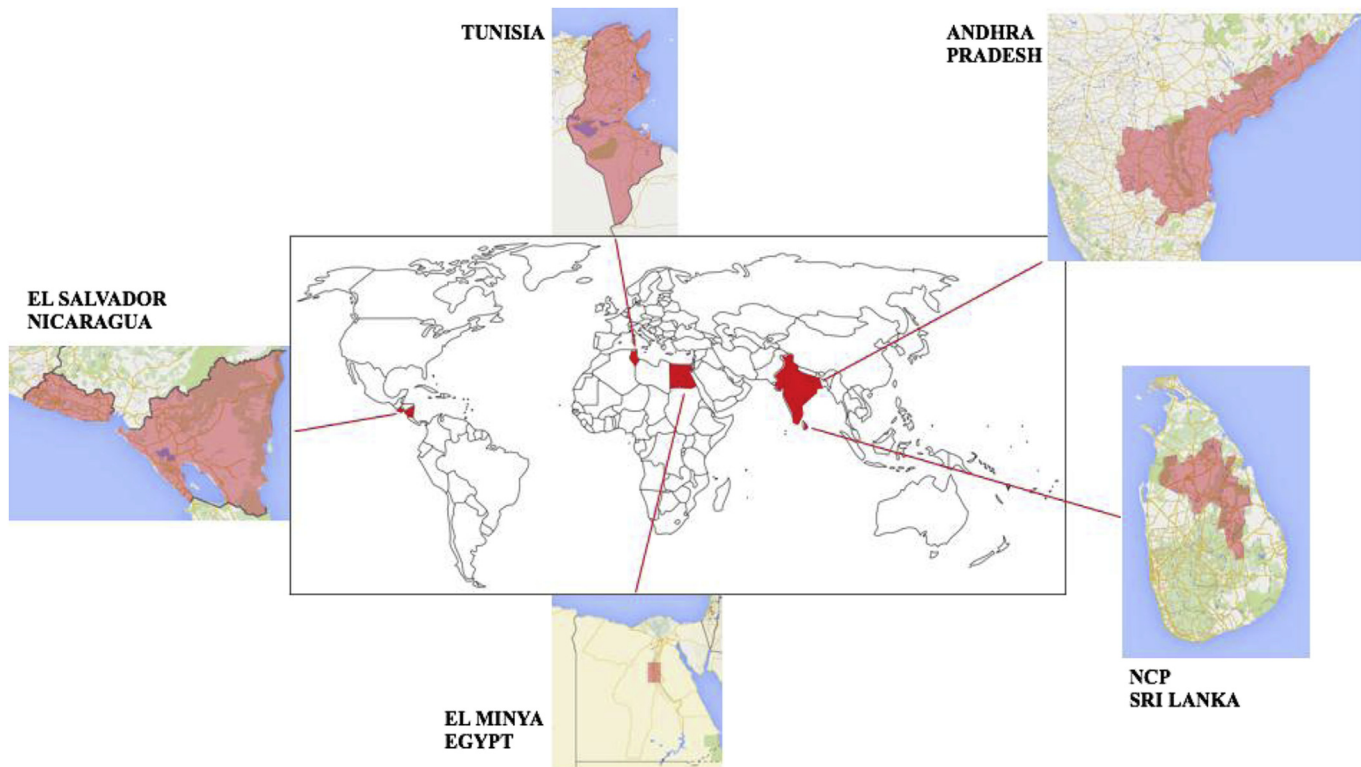 TUNISIA
ANDHRA
PRADESH
EL SALVADOR
NICARAGUA
NCP
SRI LANKA
EL MINYA
EGYPT